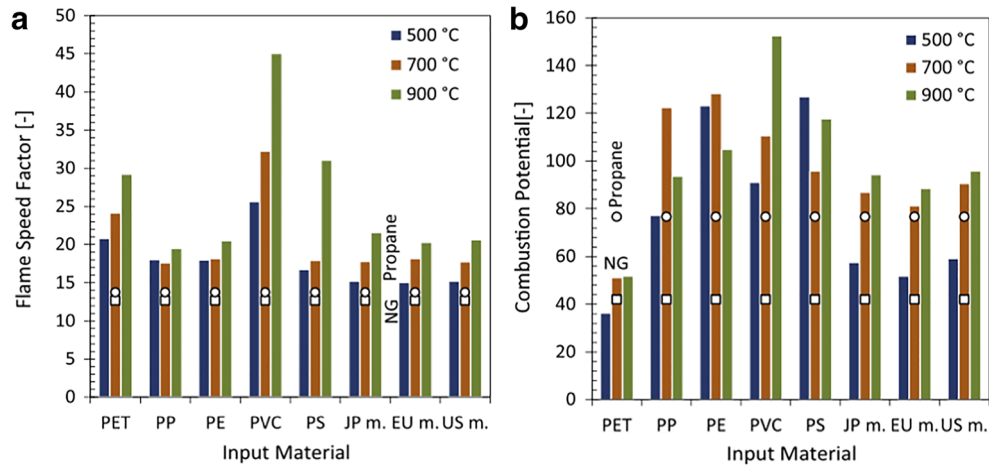 a
50
45
40
35
30
25
20
15
10
5
0
Flame Speed Factor [-]
500 °C
700 °C
900 °C
Propane
NG
PET PP PE PVC PS JP m. EU m. US m.
Input Material
b
160
140
120
100
80
60
40
20
0
Combustion Potential[-]
500 °C
700 °C
900 °C
Propane
NG
PET PP PE PVC PS JP m. EU m. US m.
Input Material